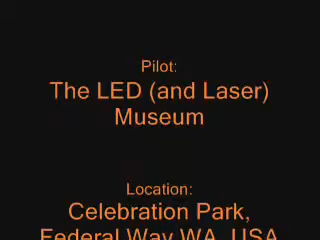 Pilot:
The LED (and Laser)
Museum
Location:
Celebration Park,
Federal Way WA, USA